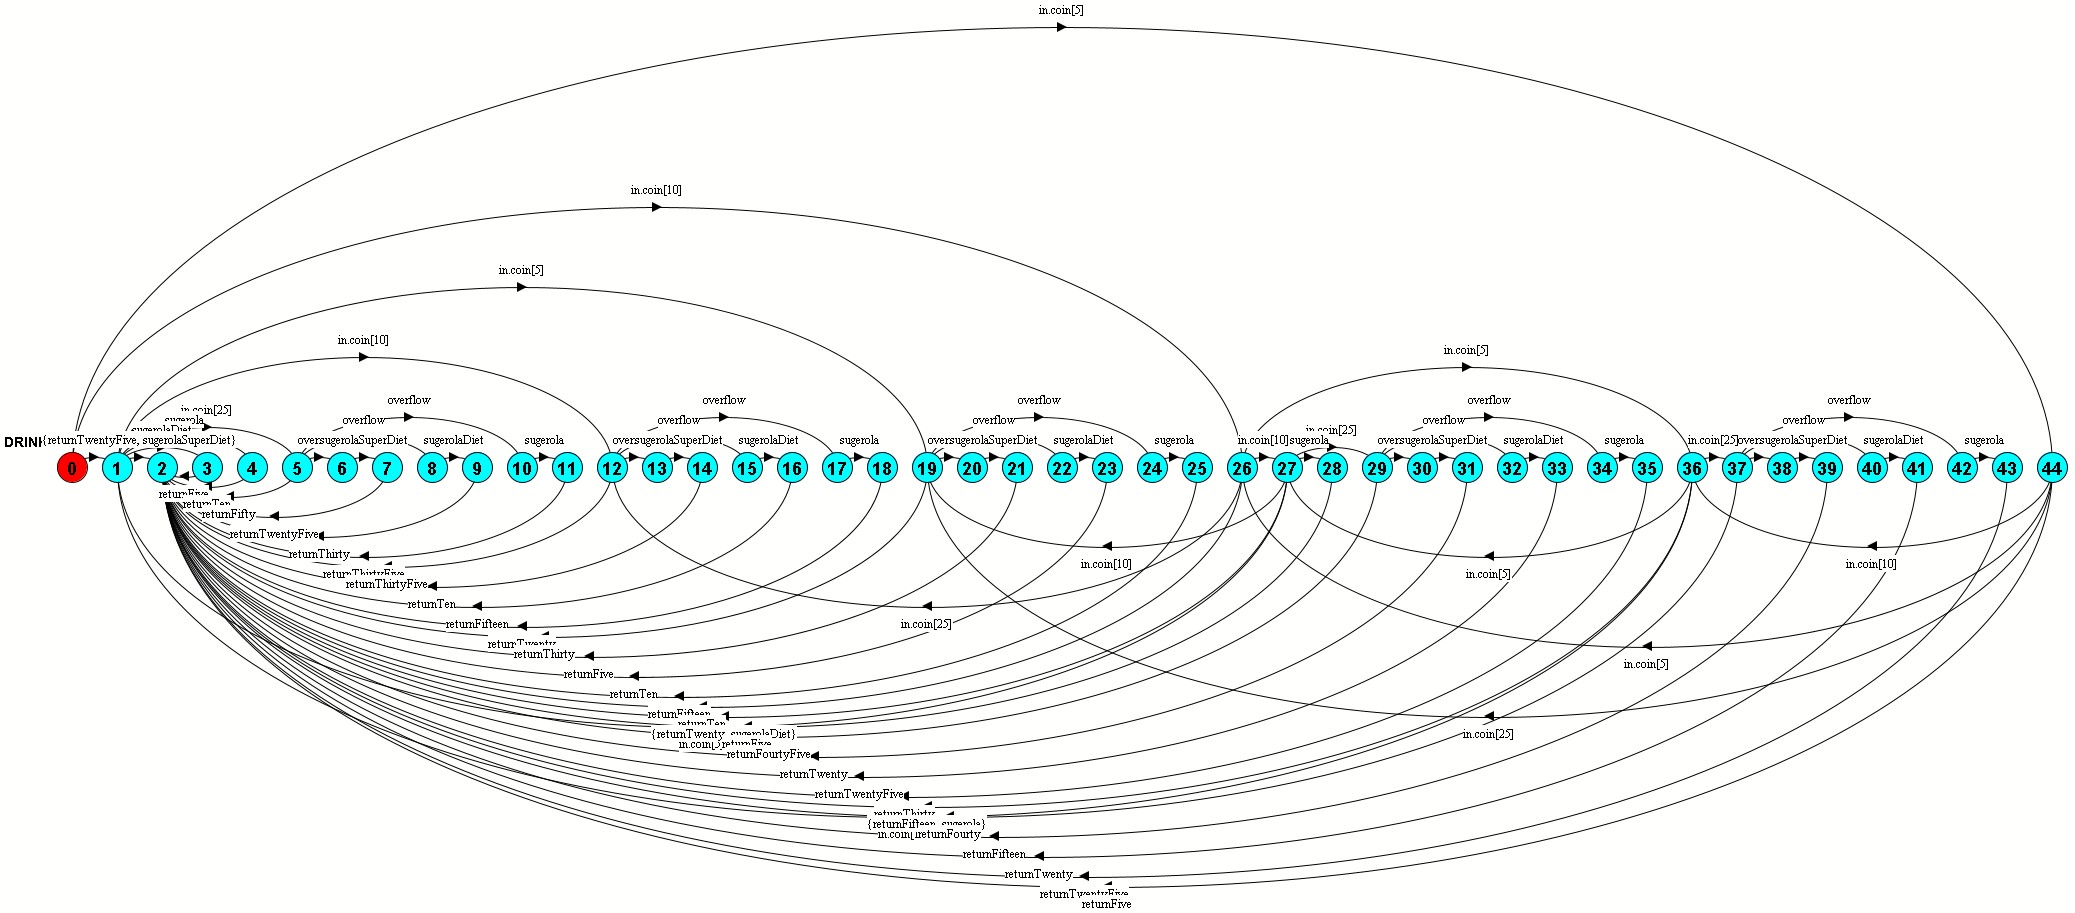 in.coin[5]
in.coin[10]
in.coin[5]
in.coin[10]
in.coin[5]
overflow
overflow
overflow
overflow
overflow
in.coin[25]
sugerola
overflow
overflow
overflow
overflow
overflow
sugerolaDiet
in.coin[25]
DRIN
{returnTwentyFive, sugerolaSuperDiet}
oversugerolaSuperDiet
sugerolaDiet
sugerola
oversugerolaSuperDiet
sugerolaDiet
sugerola
oversugerolaSuperDiet
sugerolaDiet
sugerola
in.coin[10]
sugerola
oversugerolaSuperDiet
sugerolaDiet
sugerola
in.coin[25]
oversugerolaSuperDiet
sugerolaDiet
sugerola
0 1 2 3 4 5 6 7 8 9 10 11 12 13 14 15 16 17 18 19 20 21 22 23 24 25 26 27 28 29 30 31 32 33 34 35 36 37 38 39 40 41 42 43 44
returnFive
returnTen
returnFifty
returnTwentyFive
returnThirty
in.coin[10]
in.coin[10]
returnThirtyFive
in.coin[5]
returnThirtyFive
returnTen
returnFifteen
in.coin[25]
returnTwenty
returnThirty
in.coin[5]
returnFive
returnTen
returnFifteen
returnTen
{returnTwenty, sugerolaDiet}
in.coin[25]
in.coin[5
returnFive
returnFourtyFive
returnTwenty
returnTwentyFive
returnThirty
{returnFifteen, sugerola}
in.coin[
returnFourty
returnFifteen
returnTwenty
returnTwentyFive
returnFive